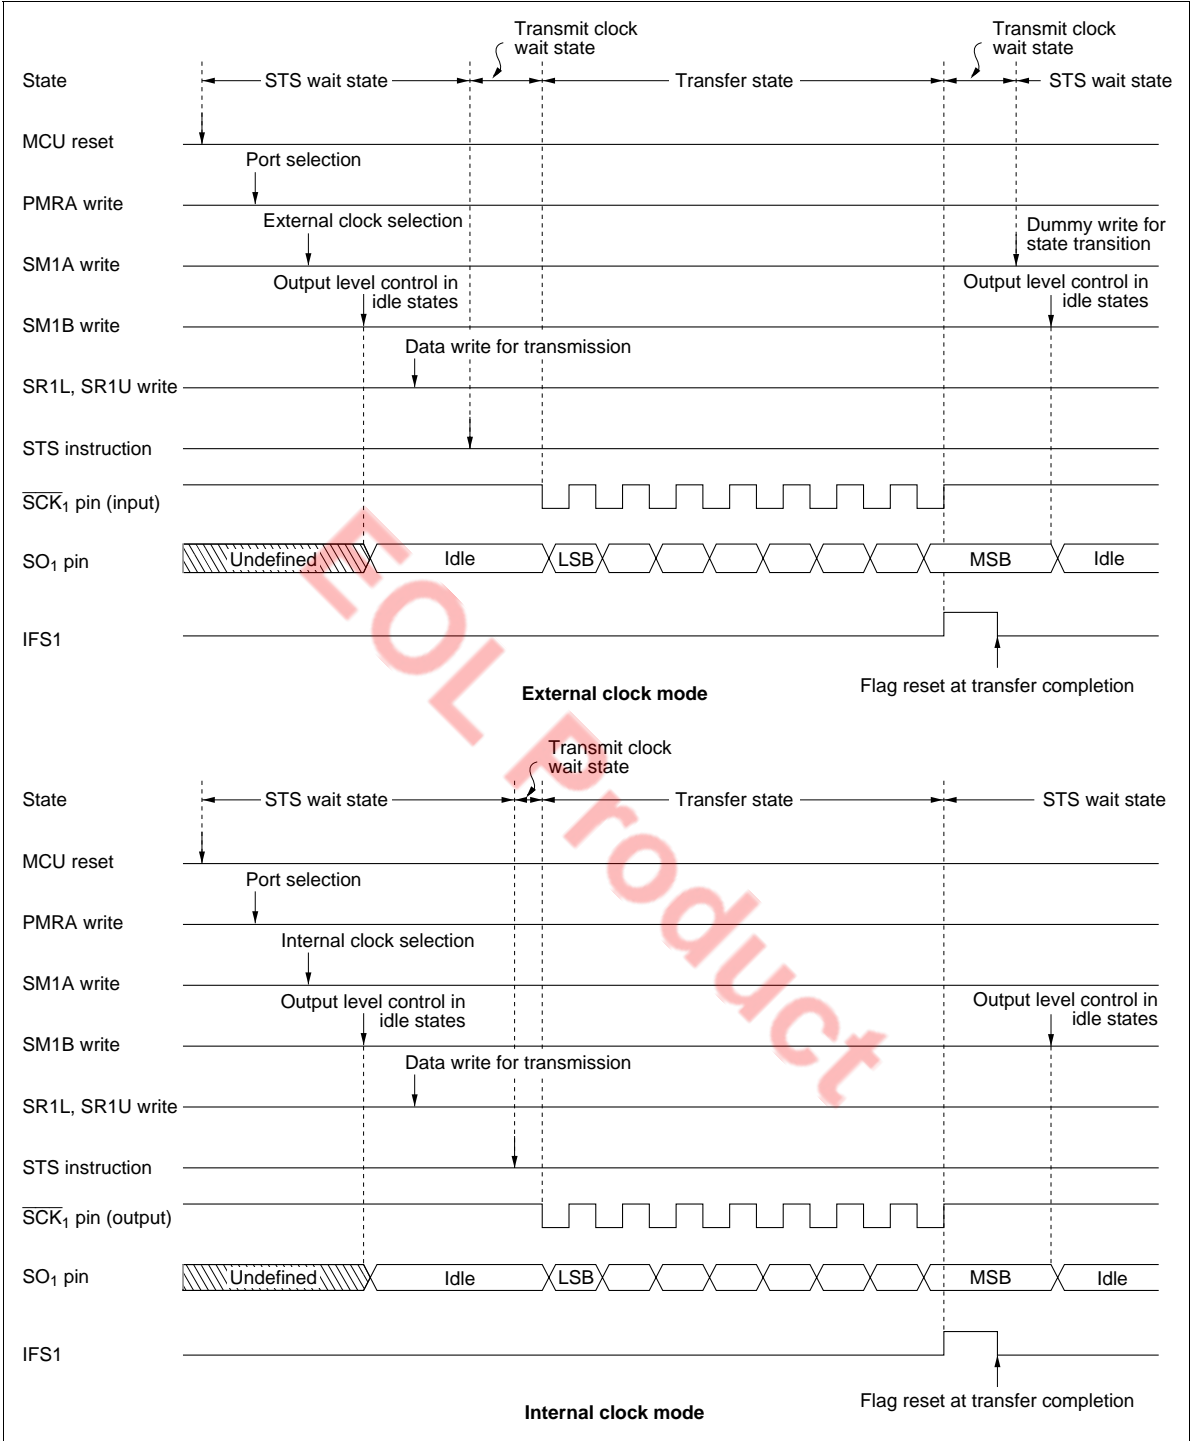 Transmit clock
wait state
Transmit clock
wait state
State
STS wait state
Transfer state
STS wait state
MCU reset
Port selection
PMRA write
External clock selection
Dummy write for
state transition
SM1A write
Output level control in
idle states
Output level control in
idle states
SM1B write
Data write for transmission
SR1L, SR1U write
STS instruction
SCK1 pin (input)
SO1 pin
Undefined
Idle
LSB
MSB
Idle
IFS1
Flag reset at transfer completion
External clock mode
Transmit clock
wait state
State
STS wait state
Transfer state
STS wait state
MCU reset
Port selection
PMRA write
Internal clock selection
SM1A write
Output level control in
idle states
Output level control in
idle states
SM1B write
Data write for transmission
SR1L, SR1U write
STS instruction
SCK1 pin (output)
SO1 pin
Undefined
Idle
LSB
MSB
Idle
IFS1
Flag reset at transfer completion
Internal clock mode
EOL Product